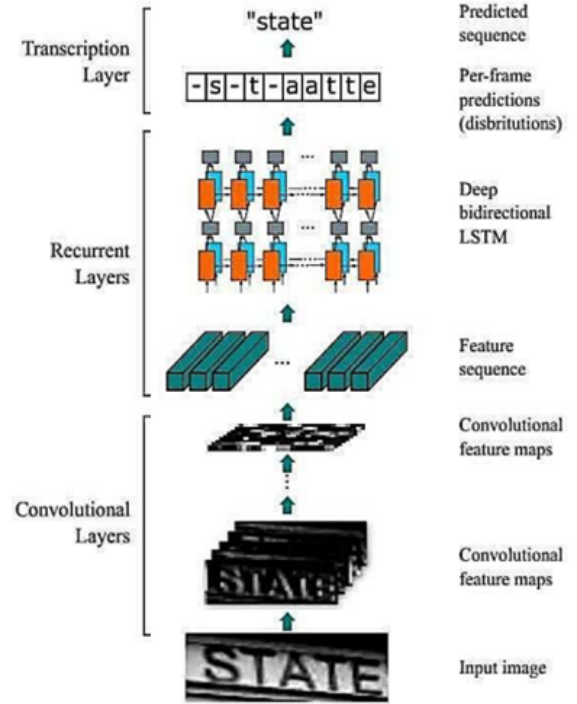 "state"
Predicted
sequence
Transcription
Layer
- s - t - a a t t e
Per-frame
predictions
(disbritutions)
Deep
bidirectional
LSTM
Recurrent
Layers
Feature
sequence
Convolutional
feature maps
Convolutional
Layers
STATE
Convolutional
feature maps
STATE
Input image